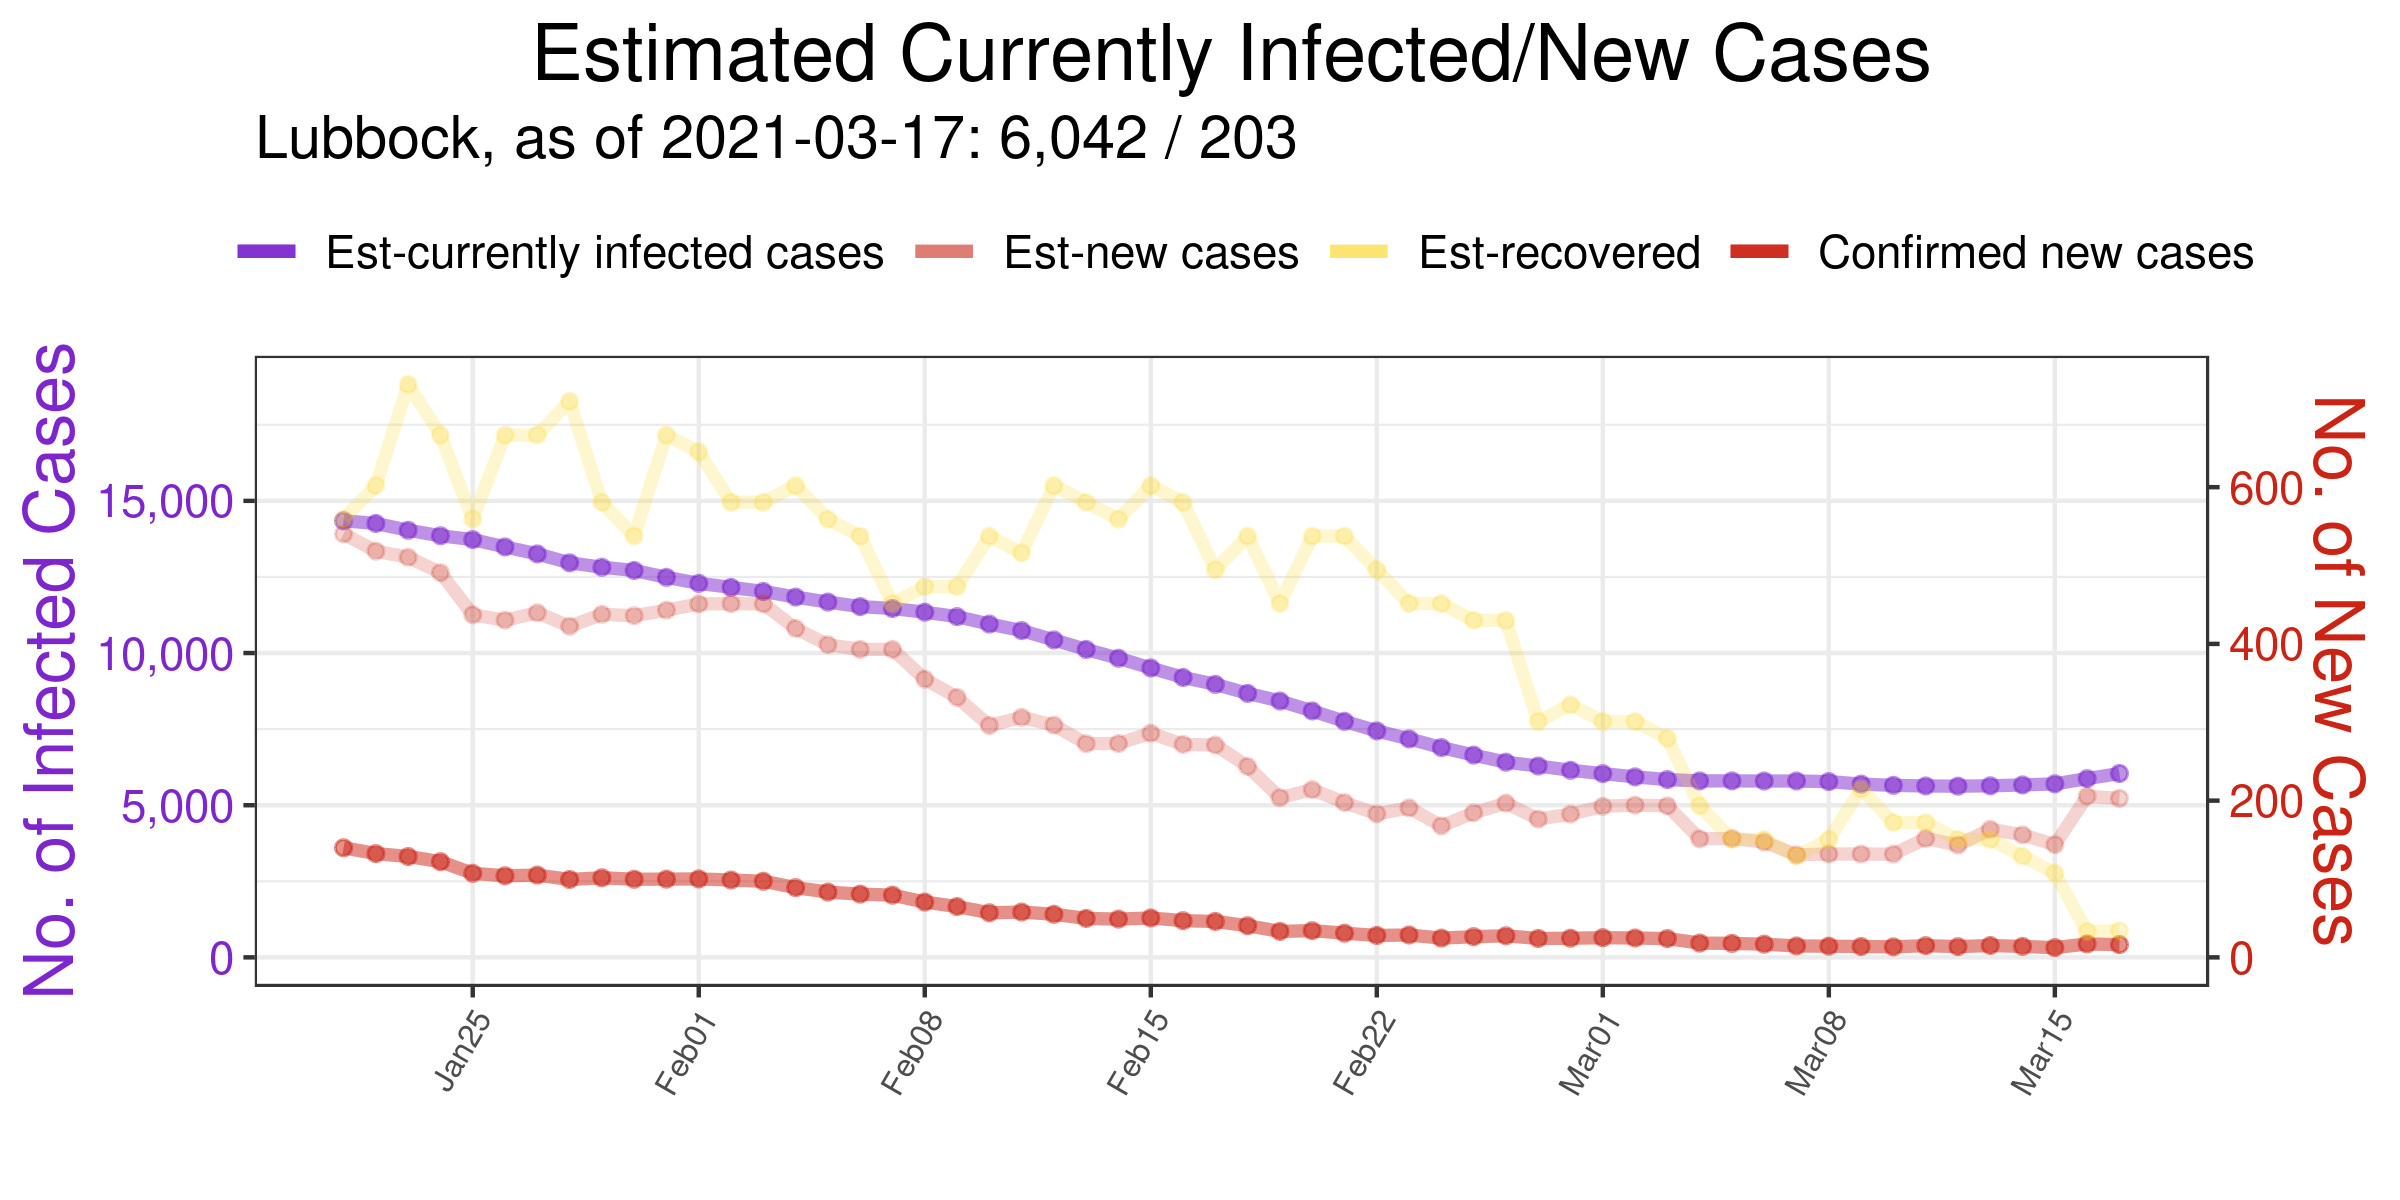 Estimated Currently Infected/New Cases
Lubbock, as of 2021-03-17: 6,042 / 203
Est-currently infected cases
Est-new cases
Est-recovered
Confirmed new cases
No. of Infected Cases
15,000
10,000
5,000
0
600
400
200
0
No. of New Cases
Jan25
Feb01
Feb08
Feb15
Feb22
Mar01
Mar08
Mar15